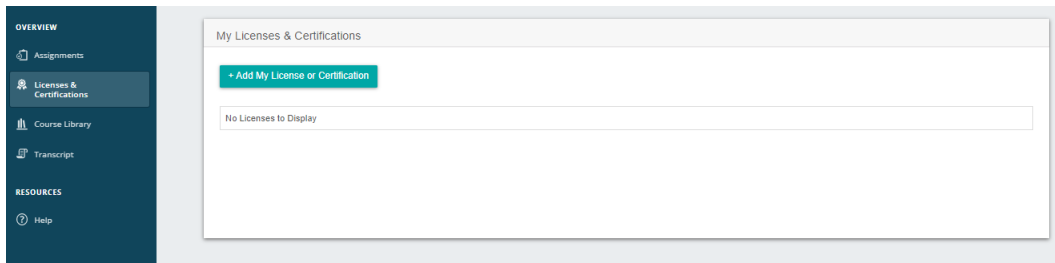 OVERVIEW
Assignments
Licenses &
Certifications
Course Library
Transcript
RESOURCES
Help
My Licenses & Certifications
+ Add My License or Certification
No Licenses to Display